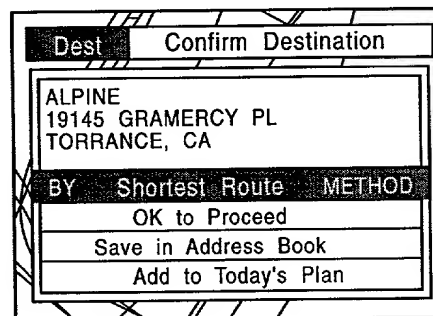 Dest Confirm Destination
ALPINE
19145 GRAMERCY PL
TORRANCE, CA
BY Shortest Route METHOD
OK to Proceed
Save in Address Book
Add to Today's Plan